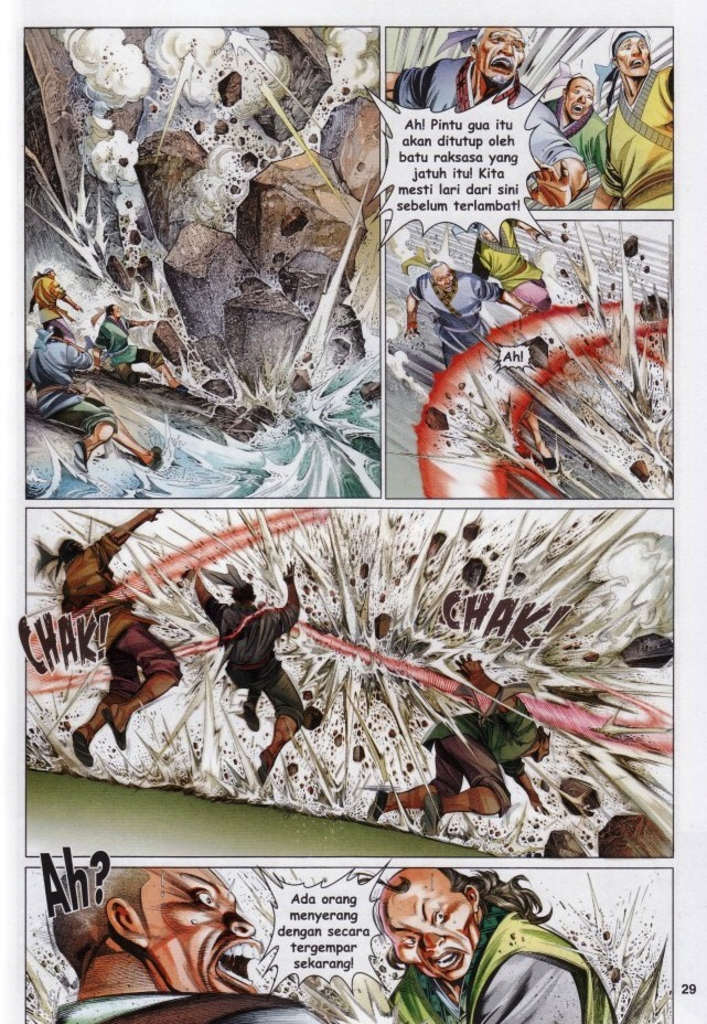 Ah! Pintu gua itu
akan ditutup oleh
batu raksasa yang
jatuh itu! Kita
mesti lari dari sini
sebelum terlambat!
Ah!
CHAK!
CHAK!
Ah?
Ada orang
menyerang
dengan secara
tergempar
sekarang!
29